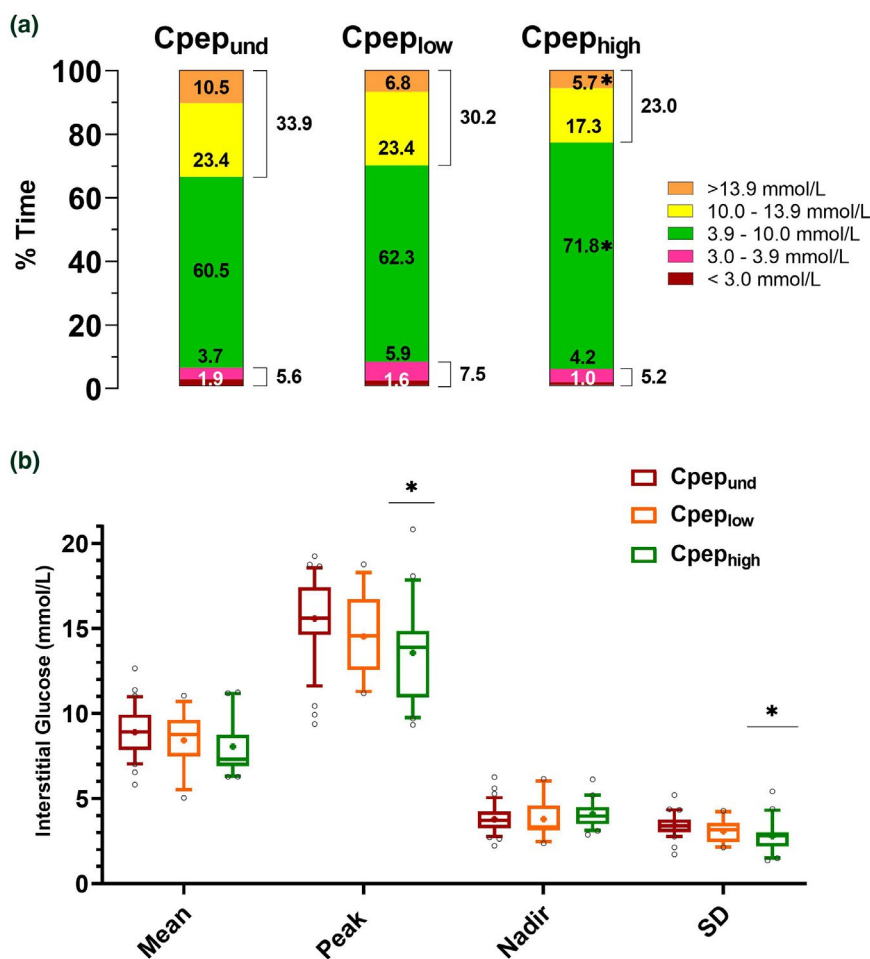 (a)
Cpepund Cpeplow Cpephigh
100
80
60
40
20
0
% Time
10.5
23.4
60.5
3.7
1.9
33.9
5.6
6.8
23.4
62.3
5.9
1.6
30.2
7.5
5.7*
17.3
71.8*
4.2
1.0
23.0
5.2
>13.9 mmol/L
10.0 - 13.9 mmol/L
3.9 - 10.0 mmol/L
3.0 - 3.9 mmol/L
< 3.0 mmol/L
(b)
Cpepund
Cpeplow
Cpephigh
*
*
20
15
10
5
0
Interstitial Glucose (mmol/L)
Mean
Peak
Nadir
SD